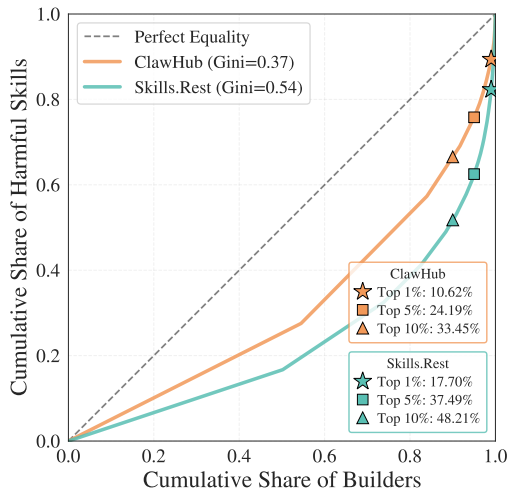 Perfect Equality
ClawHub (Gini=0.37)
Skills.Rest (Gini=0.54)
Cumulative Share of Harmful Skills
1.0
0.8
0.6
0.4
0.2
0.0
ClawHub
Top 1%: 10.62%
Top 5%: 24.19%
Top 10%: 33.45%
Skills.Rest
Top 1%: 17.70%
Top 5%: 37.49%
Top 10%: 48.21%
0.0 0.2 0.4 0.6 0.8 1.0
Cumulative Share of Builders